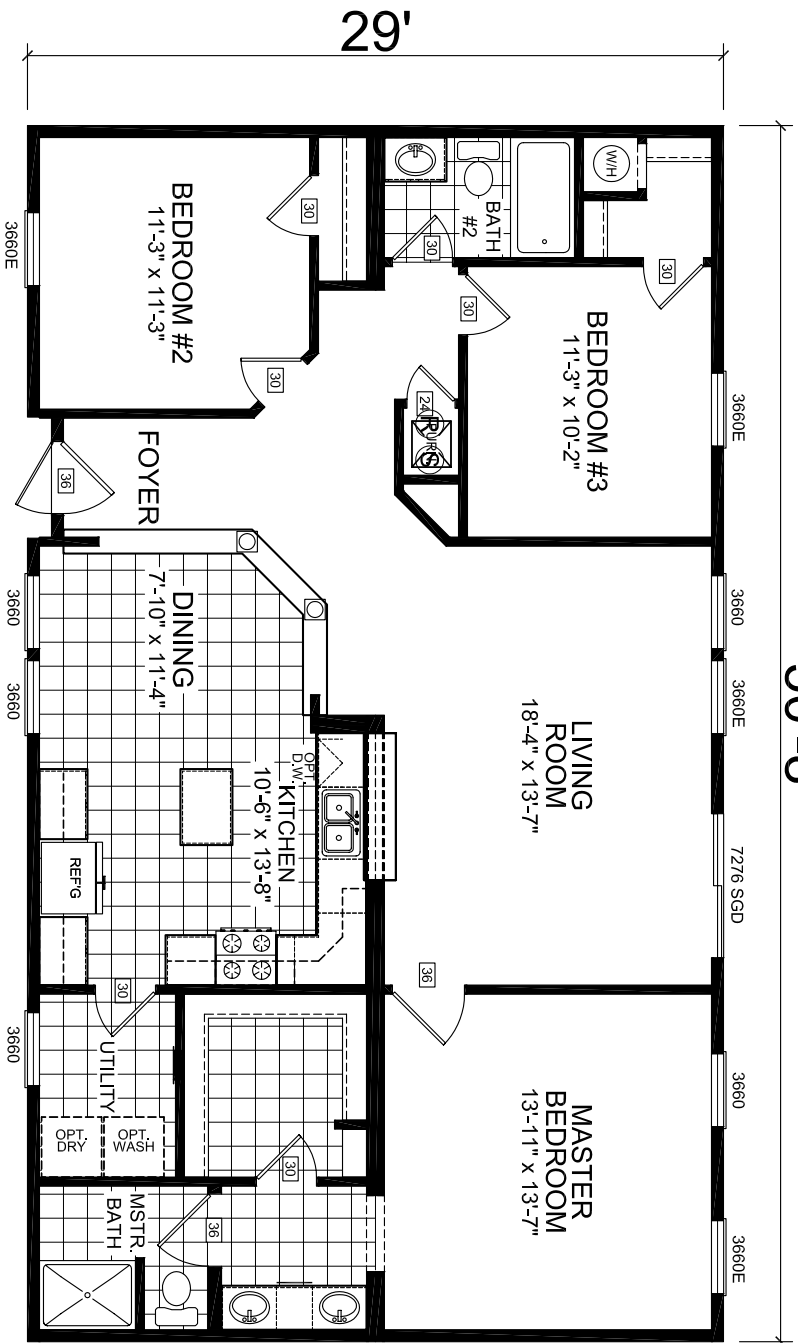 29'
BEDROOM #2
11'-3" x 11'-3"
30
30
3660E
BATH
#2
30
W/H
30
30
BEDROOM #3
11'-3" x 10'-2"
3660E
24
FOYER
36
DINING
7'-10" x 11'-4"
3660
3660
3660
3660E
LIVING
ROOM
18'-4" x 13'-7"
7276 SGD
OPT.
D.W.
KITCHEN
10'-6" x 13'-8"
REF'G
30
36
UTILITY
3660
OPT.
DRY
OPT.
WASH
30
MASTER
BEDROOM
13'-11" x 13'-7"
3660
3660E
MSTR.
BATH
36